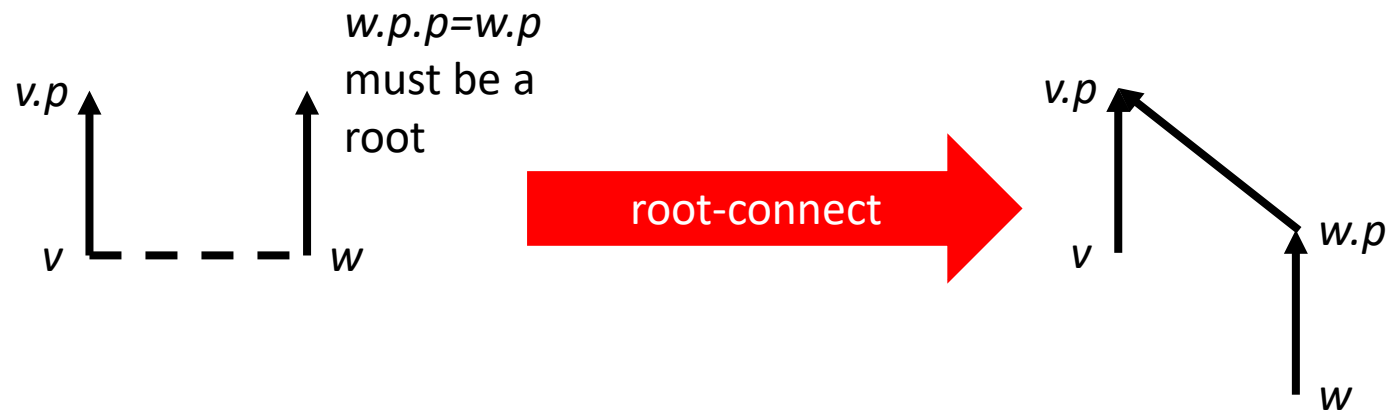 w.p.p=w.p
must be a
root
v.p
v
w
root-connect
v.p
w.p
v
w